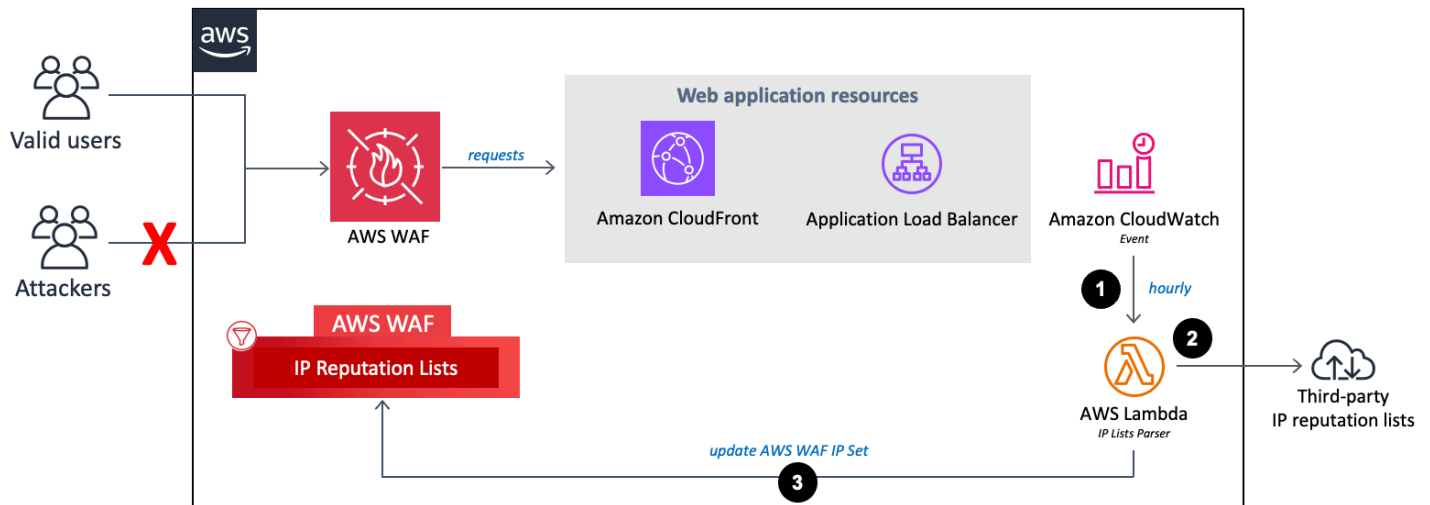 aws
Valid users
Attackers
X
AWS WAF
requests
Web application resources
Amazon CloudFront
Application Load Balancer
Amazon CloudWatch
Event
1
hourly
2
AWS Lambda
IP Lists Parser
Third-party
IP reputation lists
AWS WAF
IP Reputation Lists
update AWS WAF IP Set
3